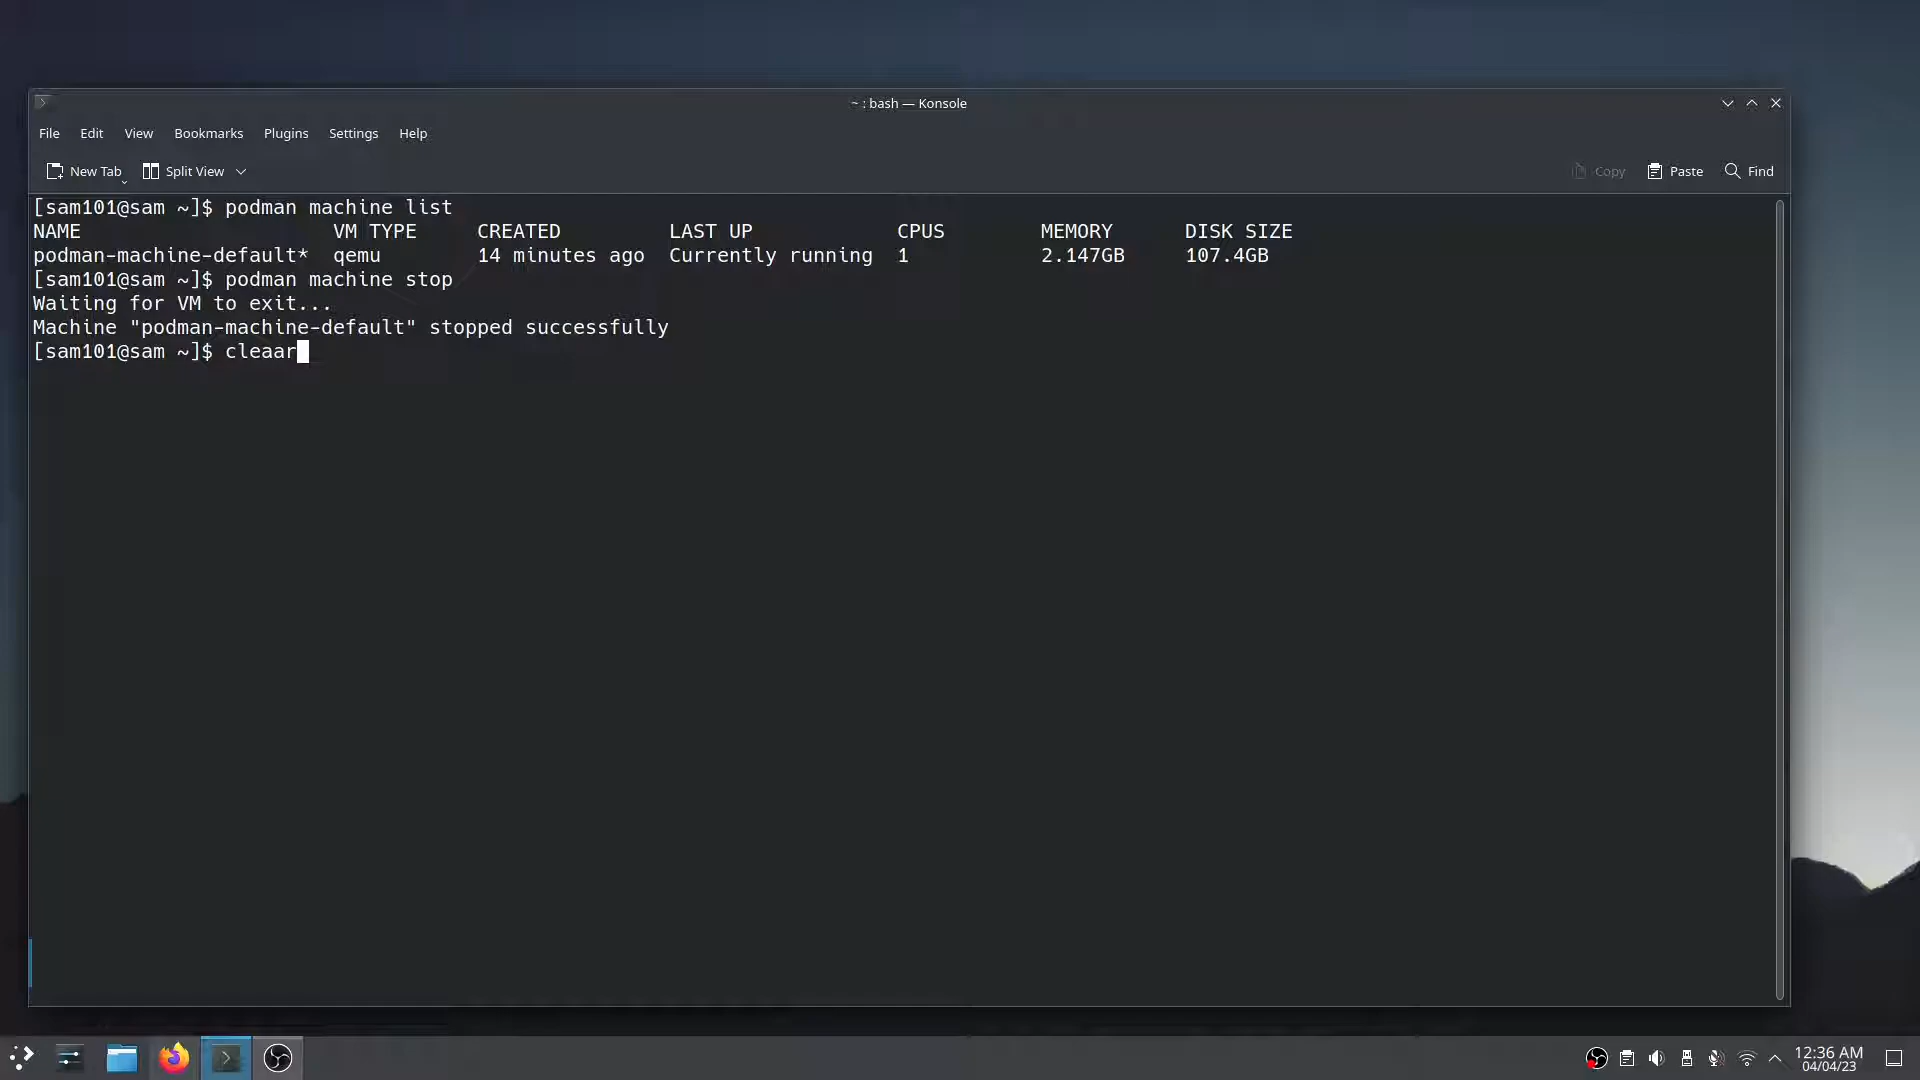 ~ : bash — Konsole
File Edit View Bookmarks Plugins Settings Help
New Tab Split View Copy Paste Find
[sam101@sam ~]$ podman machine list
NAME VM TYPE CREATED LAST UP CPUS MEMORY DISK SIZE
podman-machine-default* qemu 14 minutes ago Currently running 1 2.147GB 107.4GB
[sam101@sam ~]$ podman machine stop
Waiting for VM to exit...
Machine "podman-machine-default" stopped successfully
[sam101@sam ~]$ cleaar
12:36 AM
04/04/23